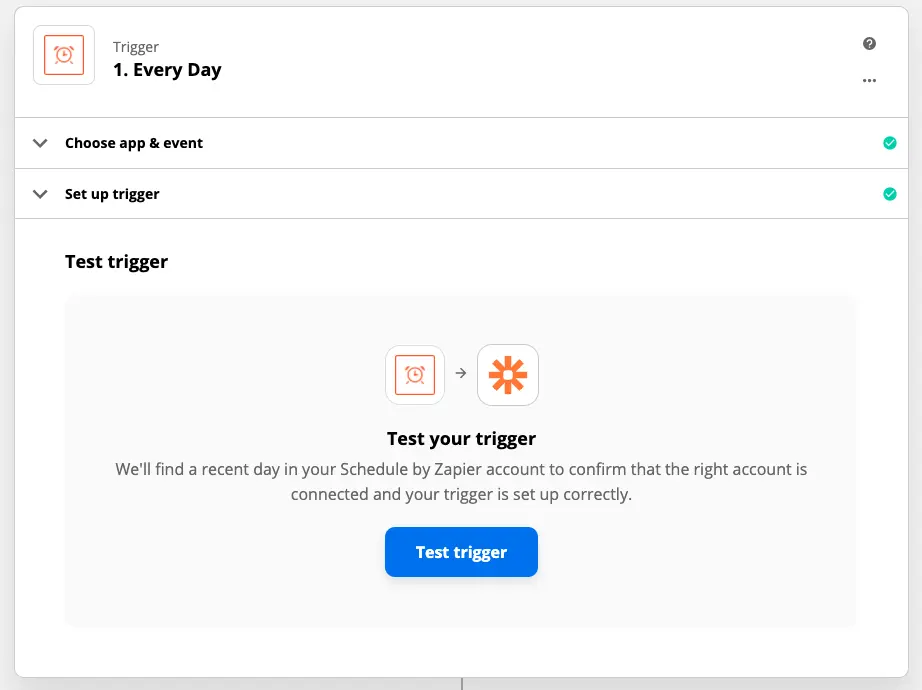 Trigger
1. Every Day
Choose app & event
Set up trigger
Test trigger
Test your trigger
We'll find a recent day in your Schedule by Zapier account to confirm that the right account is
connected and your trigger is set up correctly.
Test trigger